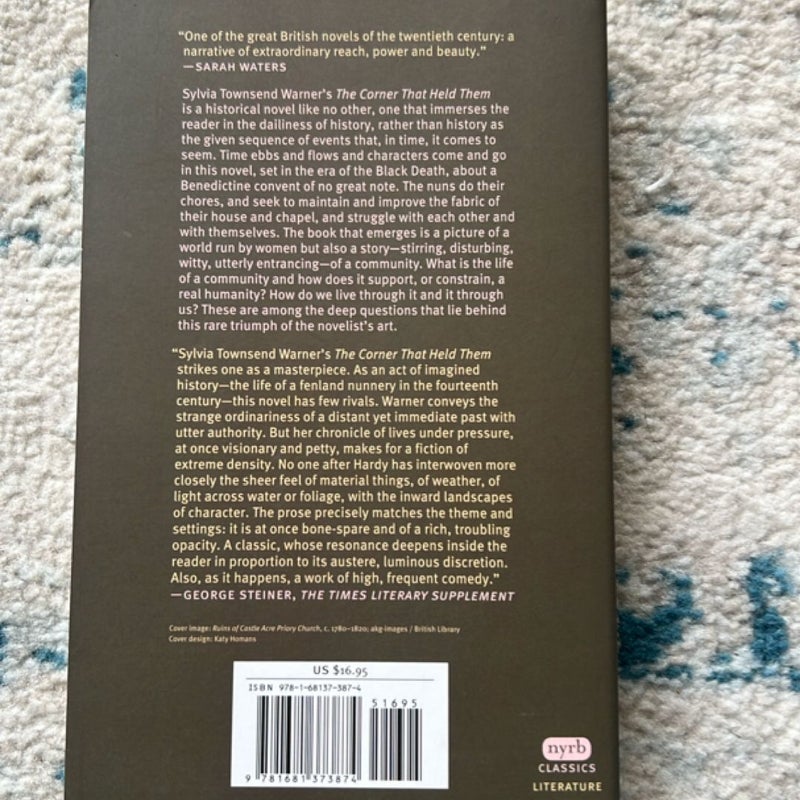 “One of the great British novels of the twentieth century: a
narrative of extraordinary reach, power and beauty.”
—SARAH WATERS
Sylvia Townsend Warner’s The Corner That Held Them
is a historical novel like no other, one that immerses the
reader in the dailiness of history, rather than history as
the given sequence of events that, in time, it comes to
seem. Time ebbs and flows and characters come and go
in this novel, set in the era of the Black Death, about a
Benedictine convent of no great note. The nuns do their
chores, and seek to maintain and improve the fabric of
their house and chapel, and struggle with each other and
with themselves. The book that emerges is a picture of a
world run by women but also a story—stirring, disturbing,
witty, utterly entrancing—of a community. What is the life
of a community and how does it support, or constrain, a
real humanity? How do we live through it and it through
us? These are among the deep questions that lie behind
this rare triumph of the novelist’s art.
“Sylvia Townsend Warner’s The Corner That Held Them
strikes one as a masterpiece. As an act of imagined
history—the life of a fenland nunnery in the fourteenth
century—this novel has few rivals. Warner conveys the
strange ordinariness of a distant yet immediate past with
utter authority. But her chronicle of lives under pressure,
at once visionary and petty, makes for a fiction of
extreme density. No one after Hardy has interwoven more
closely the sheer feel of material things, of weather, of
light across water or foliage, with the inward landscapes
of character. The prose precisely matches the theme and
settings: it is at once bone-spare and of a rich, troubling
opacity. A classic, whose resonance deepens inside the
reader in proportion to its austere, luminous discretion.
Also, as it happens, a work of high, frequent comedy.”
—GEORGE STEINER, THE TIMES LITERARY SUPPLEMENT
Cover image: Ruins of Castle Acre Priory Church, c. 1780–1820; akg-images / British Library
Cover design: Katy Homans
US $16.95
ISBN 978-1-68137-387-4
51695
9 781681 373874
nyrb
CLASSICS
LITERATURE